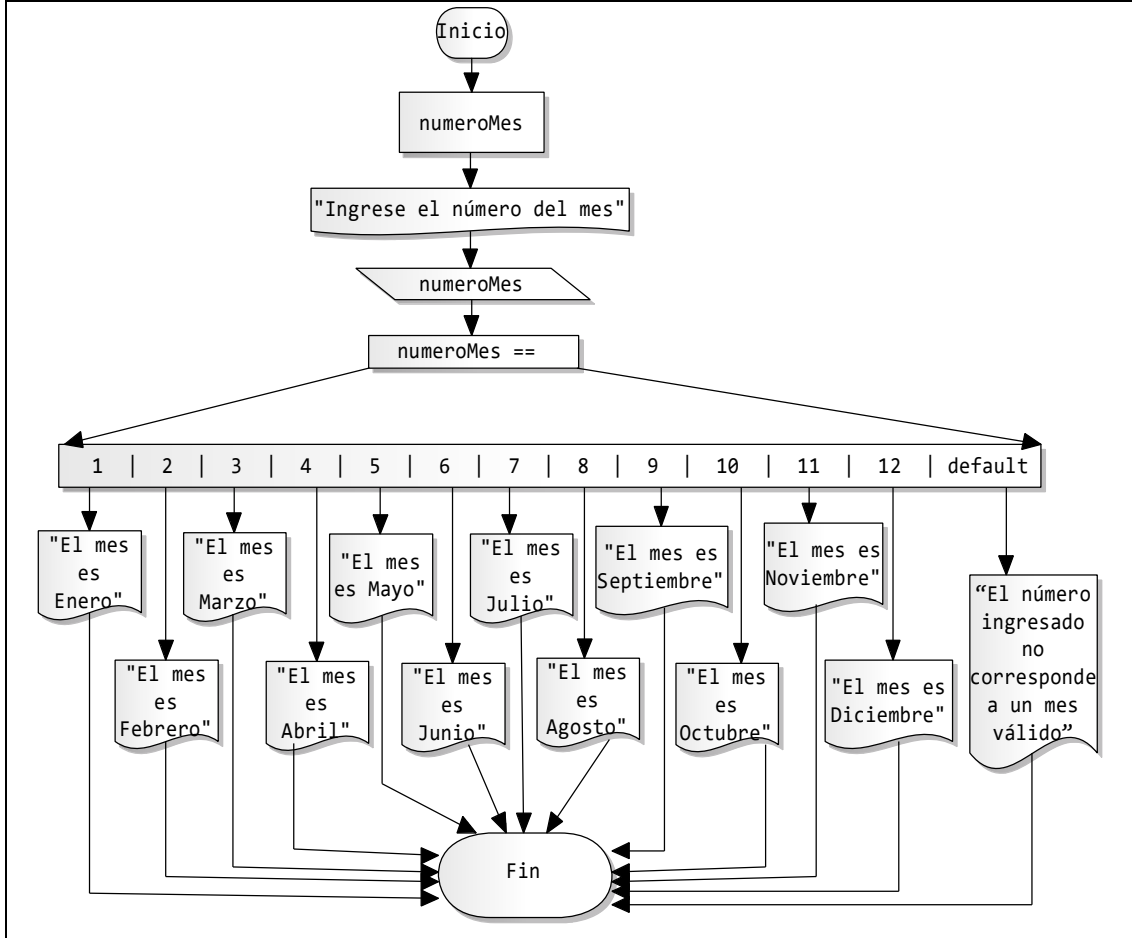 Inicio
numeroMes
"Ingrese el número del mes"
numeroMes
numeroMes ==
1 | 2 | 3 | 4 | 5 | 6 | 7 | 8 | 9 | 10 | 11 | 12 | default
"El mes
es
Enero"
"El mes
es
Febrero"
"El mes
es
Marzo"
"El mes
es
Abril"
"El mes
es Mayo"
"El mes
es
Junio"
"El mes
es
Julio"
"El mes
es
Agosto"
"El mes es
Septiembre"
"El mes
es
Octubre"
"El mes es
Noviembre"
"El mes es
Diciembre"
“El número
ingresado
no
corresponde
a un mes
válido”
Fin